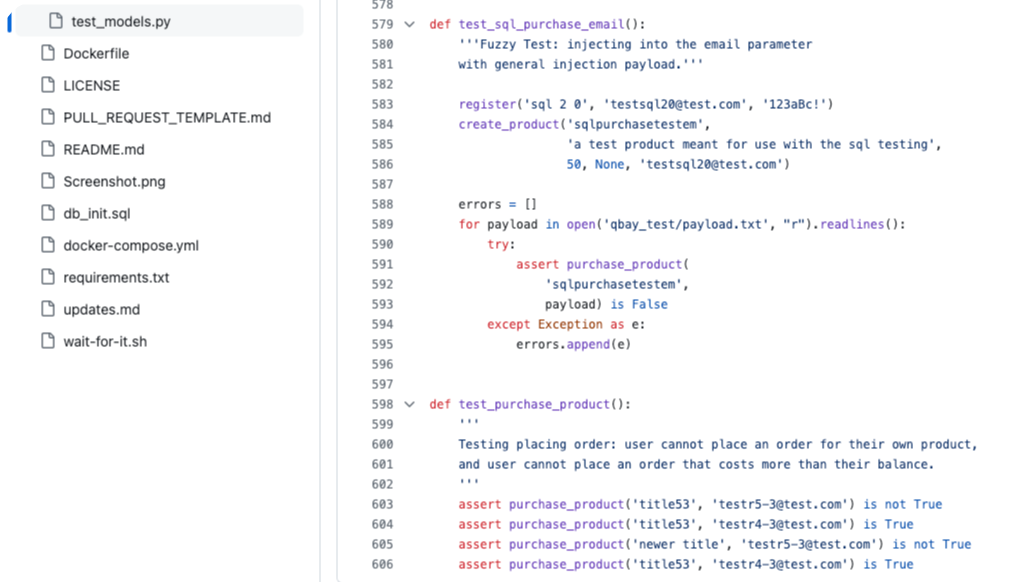 test_models.py
Dockerfile
LICENSE
PULL_REQUEST_TEMPLATE.md
README.md
Screenshot.png
db_init.sql
docker-compose.yml
requirements.txt
updates.md
wait-for-it.sh
578
579 def test_sql_purchase_email():
580     '''Fuzzy Test: injecting into the email parameter
581     with general injection payload.'''
582
583     register('sql 2 0', 'testsql20@test.com', '123aBc!')
584     create_product('sqlpurchasetestem',
585                    'a test product meant for use with the sql testing',
586                    50, None, 'testsql20@test.com')
587
588     errors = []
589     for payload in open('qbay_test/payload.txt', "r").readlines():
590         try:
591             assert purchase_product(
592                 'sqlpurchasetestem',
593                 payload) is False
594         except Exception as e:
595             errors.append(e)
596
597
598 def test_purchase_product():
599     '''
600     Testing placing order: user cannot place an order for their own product,
601     and user cannot place an order that costs more than their balance.
602     '''
603     assert purchase_product('title53', 'testr5-3@test.com') is not True
604     assert purchase_product('title53', 'testr4-3@test.com') is True
605     assert purchase_product('newer title', 'testr5-3@test.com') is not True
606     assert purchase_product('title53', 'testr4-3@test.com') is True